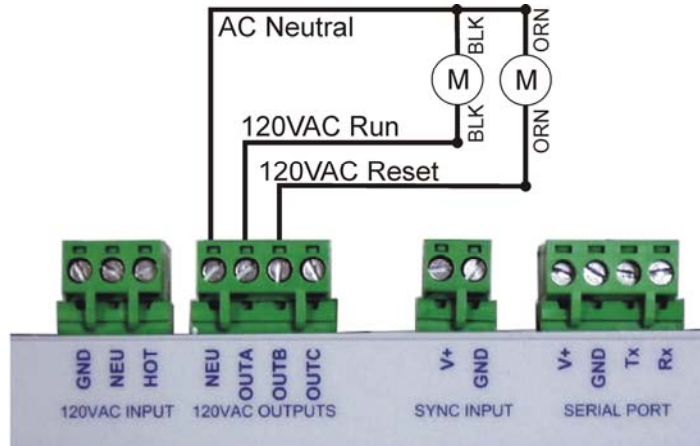 AC Neutral
BLK
ORN
M
M
120VAC Run
BLK
ORN
120VAC Reset
GND
NEU
HOT
NEU
OUTA
OUTB
OUTC
V+
GND
V+
GND
Tx
Rx
120VAC INPUT
120VAC OUTPUTS
SYNC INPUT
SERIAL PORT